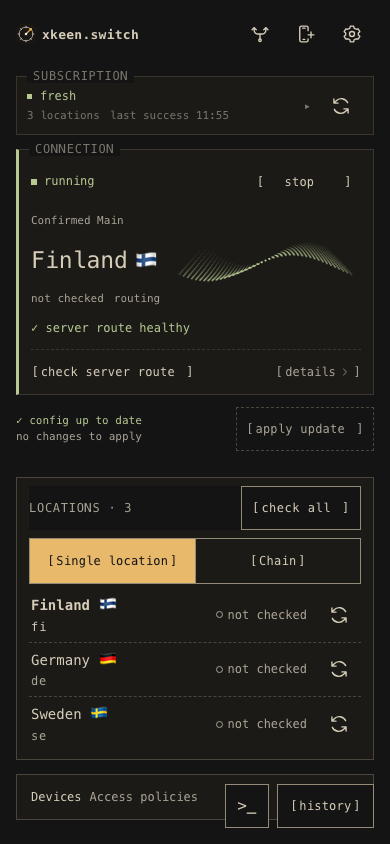 xkeen.switch
SUBSCRIPTION
fresh
3 locations last success 11:55
CONNECTION
running
[ stop ]
Confirmed Main
Finland
not checked routing
✓ server route healthy
[check server route ]
[details > ]
✓ config up to date
no changes to apply
[apply update ]
LOCATIONS · 3
[check all ]
[Single location]
[Chain]
Finland
fi
not checked
Germany
de
not checked
Sweden
se
not checked
Devices Access policies
>_
[history]